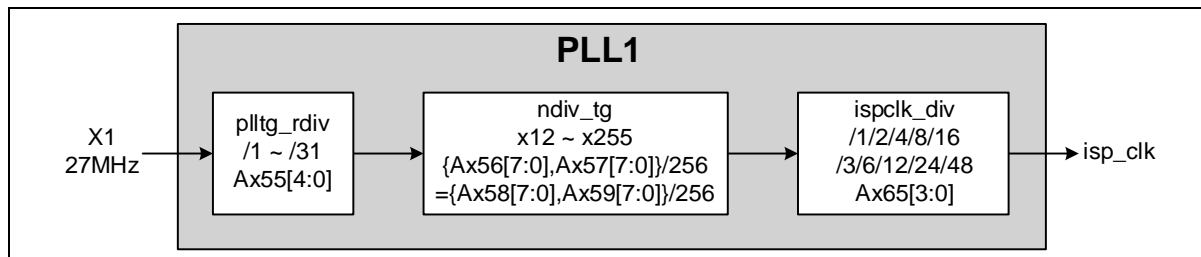 PLL1
X1
27MHz
plltg_rdiv
/1 ~ /31
Ax55[4:0]
ndiv_tg
x12 ~ x255
{Ax56[7:0],Ax57[7:0]}/256
={Ax58[7:0],Ax59[7:0]}/256
ispclk_div
/1/2/4/8/16
/3/6/12/24/48
Ax65[3:0]
isp_clk